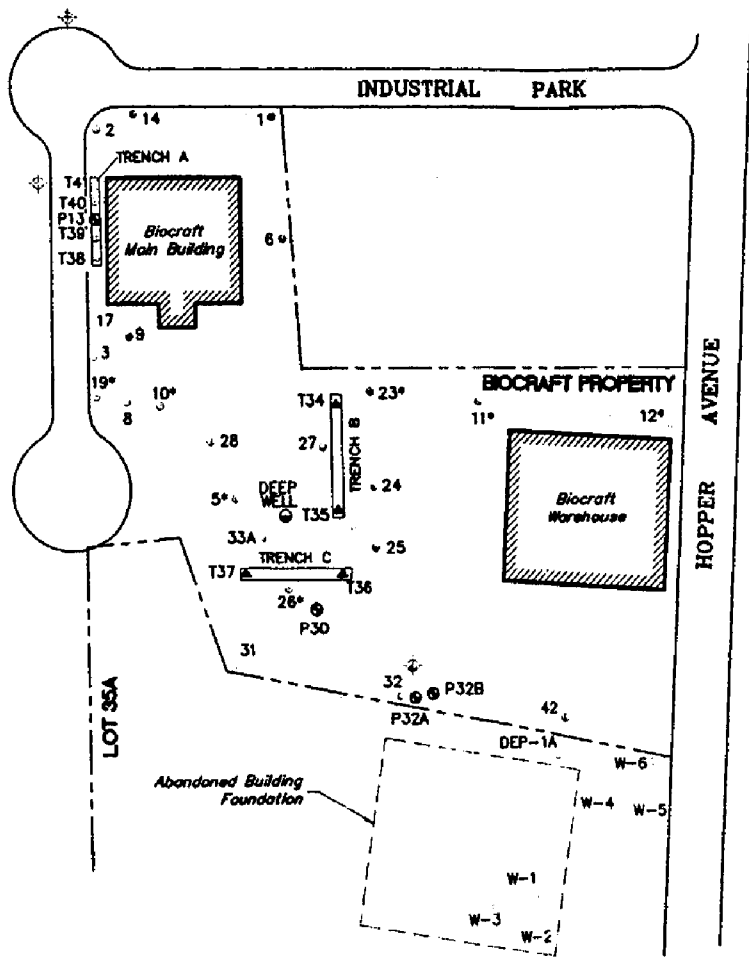 INDUSTRIAL PARK
14
2
1*
TRENCH A
T41
T40
P13
T39
T38
Biocraft
Main Building
6
17
9
3
19*
8
10*
T34
23*
BIOCRAFT PROPERTY
11*
12*
HOPPER AVENUE
28
27
TRENCH B
24
5*
DEEP
WELL
T35
Biocraft
Warehouse
33A
25
TRENCH C
T37
T36
26*
P30
31
32
P32B
P32A
42
DEP-1A
LOT 35A
W-6
Abandoned Building
Foundation
W-4
W-5
W-1
W-3
W-2